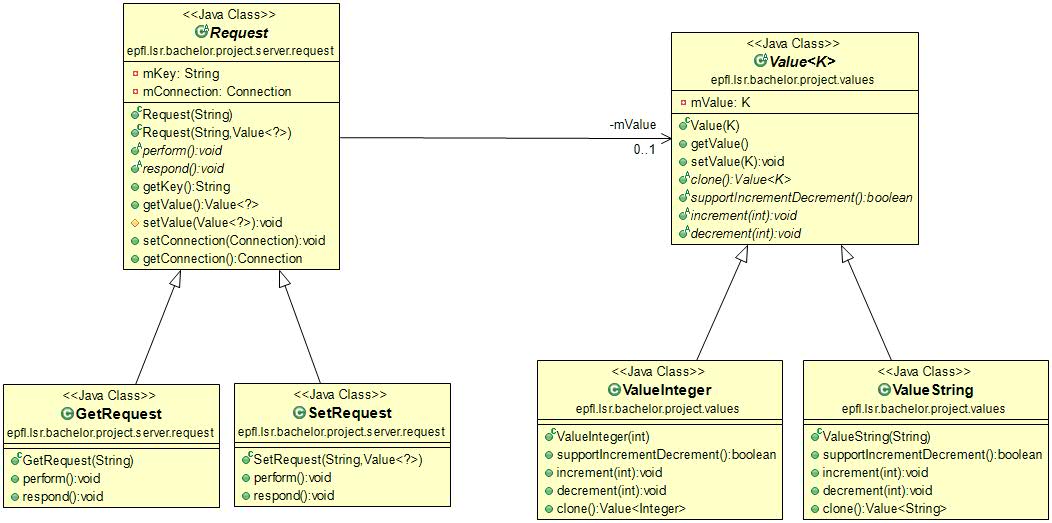 <<Java Class>>
Request
epfl.lsr.bachelor.project.server.request
mKey: String
mConnection: Connection
Request(String)
Request(String,Value<?>)
perform():void
respond():void
getKey():String
getValue():Value<?>
setValue(Value<?>):void
setConnection(Connection):void
getConnection():Connection
-mValue
0..1
<<Java Class>>
Value<K>
epfl.lsr.bachelor.project.values
mValue: K
Value(K)
getValue()
setValue(K):void
clone():Value<K>
supportIncrementDecrement():boolean
increment(int):void
decrement(int):void
<<Java Class>>
GetRequest
epfl.lsr.bachelor.project.server.request
GetRequest(String)
perform():void
respond():void
<<Java Class>>
SetRequest
epfl.lsr.bachelor.project.server.request
SetRequest(String,Value<?>)
perform():void
respond():void
<<Java Class>>
ValueInteger
epfl.lsr.bachelor.project.values
ValueInteger(int)
supportIncrementDecrement():boolean
increment(int):void
decrement(int):void
clone():Value<Integer>
<<Java Class>>
ValueString
epfl.lsr.bachelor.project.values
ValueString(String)
supportIncrementDecrement():boolean
increment(int):void
decrement(int):void
clone():Value<String>